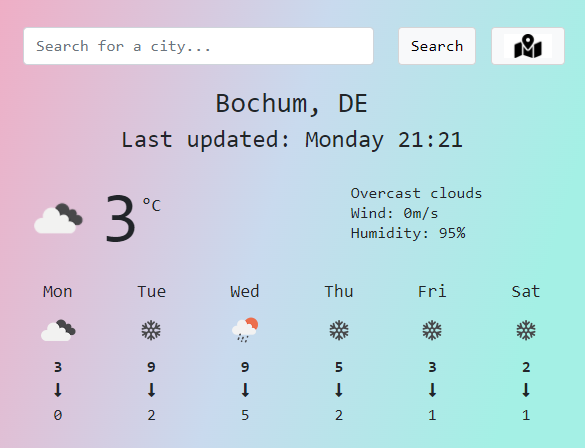 Search for a city... Search
Bochum, DE
Last updated: Monday 21:21
3 °C
Overcast clouds
Wind: 0m/s
Humidity: 95%
Mon Tue Wed Thu Fri Sat
3 9 9 5 3 2
0 2 5 2 1 1